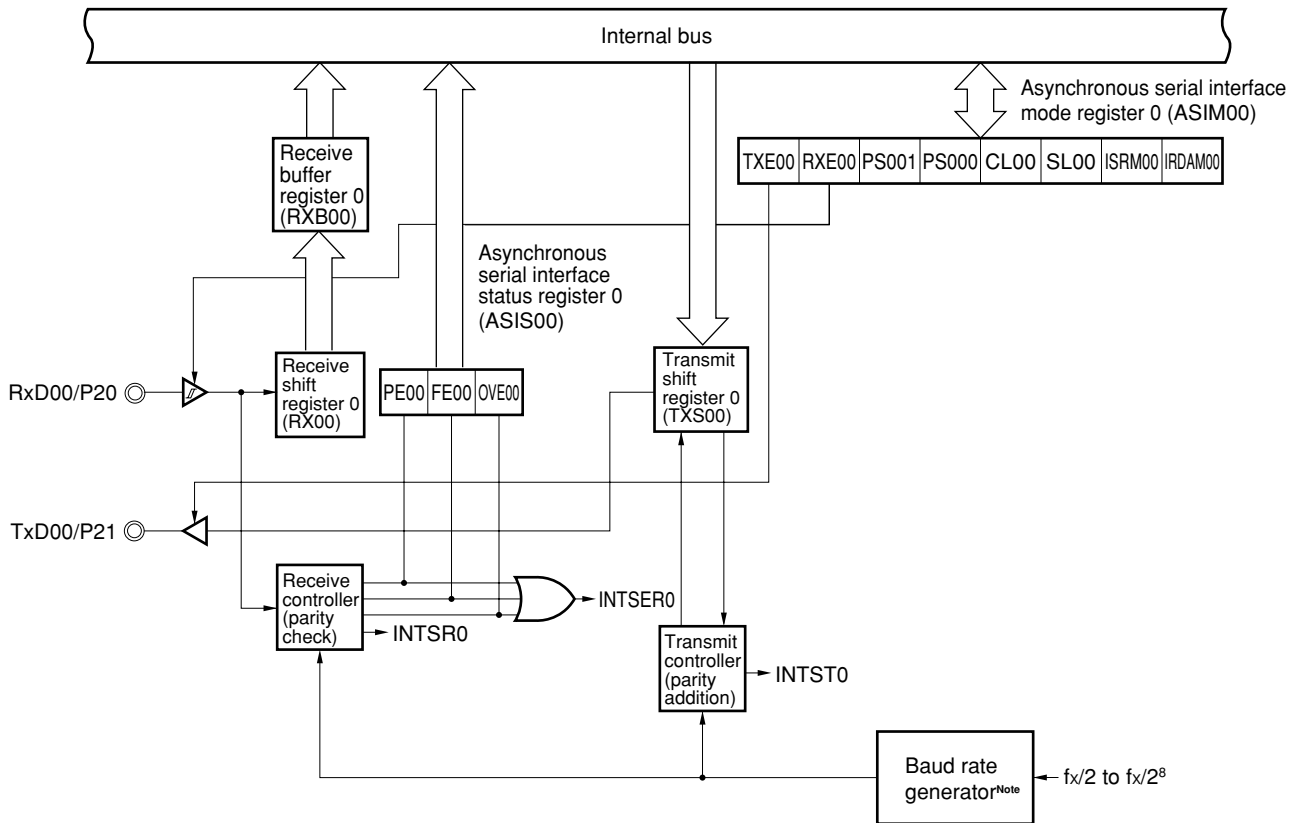 Internal bus
Asynchronous serial interface
mode register 0 (ASIM00)
TXE00 RXE00 PS001 PS000 CL00 SL00 ISRM00 IRDAM00
Receive
buffer
register 0
(RXB00)
Asynchronous
serial interface
status register 0
(ASIS00)
Receive
shift
register 0
(RX00)
PE00 FE00 OVE00
Transmit
shift
register 0
(TXS00)
RxD00/P20
TxD00/P21
Receive
controller
(parity
check)
INTSER0
INTSR0
Transmit
controller
(parity
addition)
INTST0
Baud rate
generatorNote
fx/2 to fx/2⁸